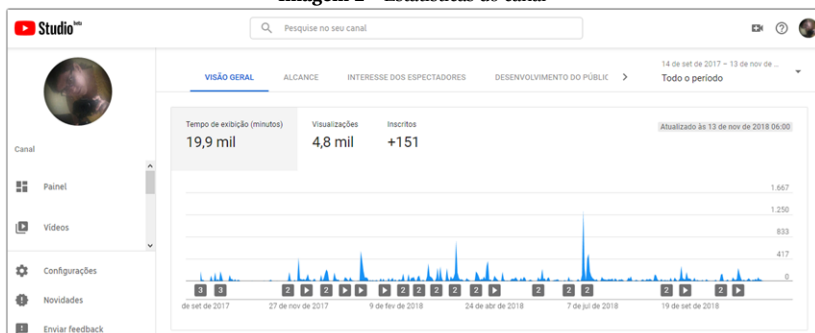 Imagem 2 – Estatísticas do canal
Studio beta
Pesquise no seu canal
VISÃO GERAL
ALCANCE
INTERESSE DOS ESPECTADORES
DESENVOLVIMENTO DO PÚBLIC
14 de set de 2017 – 13 de nov de ...
Todo o período
Canal
Painel
Vídeos
Configurações
Novidades
Enviar feedback
Tempo de exibição (minutos)
19,9 mil
Visualizações
4,8 mil
Inscritos
+151
Atualizado às 13 de nov de 2018 06:00
1.667
1.250
833
417
0
3 3 2 2 2 2 2 2 2 2 2 2 2 2
de set de 2017
27 de nov de 2017
9 de fev de 2018
24 de abr de 2018
7 de jul de 2018
19 de set de 2018